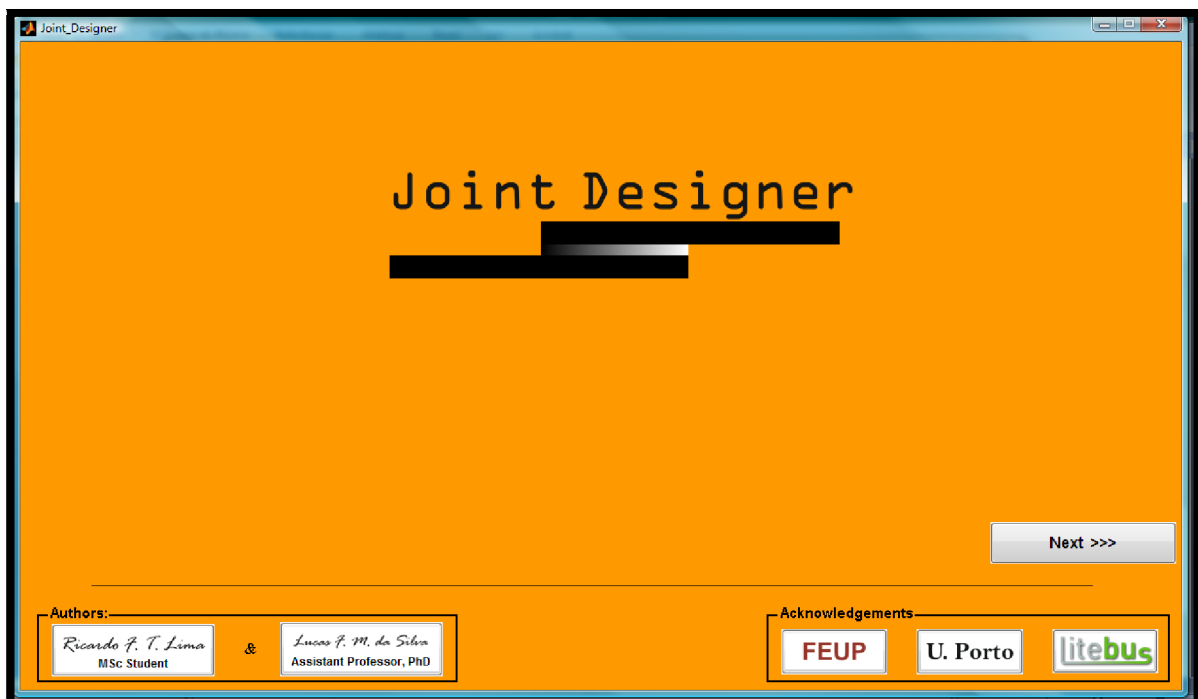 Joint_Designer
Joint Designer
Next >>>
Authors:
Ricardo F. T. Lima
MSc Student
&
Lucas F. M. da Silva
Assistant Professor, PhD
Acknowledgements
FEUP
U. Porto
litebus